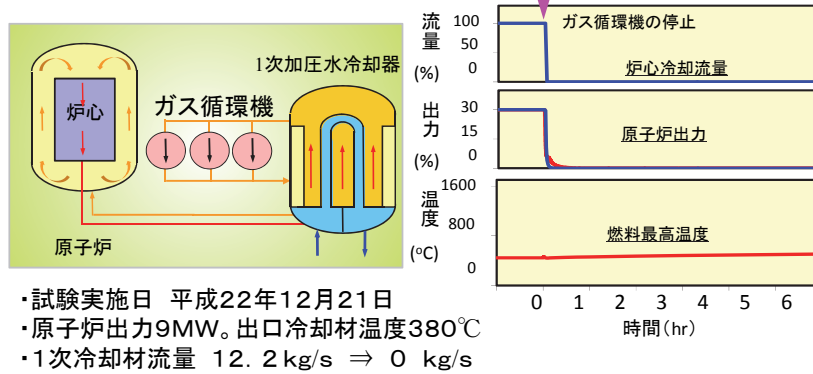 1次加圧水冷却器
ガス循環機
炉心
原子炉
流量
(%)
100
50
0
ガス循環機の停止
炉心冷却流量
出力
(%)
30
15
0
原子炉出力
温度
(℃)
1600
800
0
燃料最高温度
0 1 2 3 4 5 6
時間(hr)
・試験実施日 平成22年12月21日
・原子炉出力9MW。出口冷却材温度380℃
・1次冷却材流量 12.2kg/s ⇒ 0 kg/s